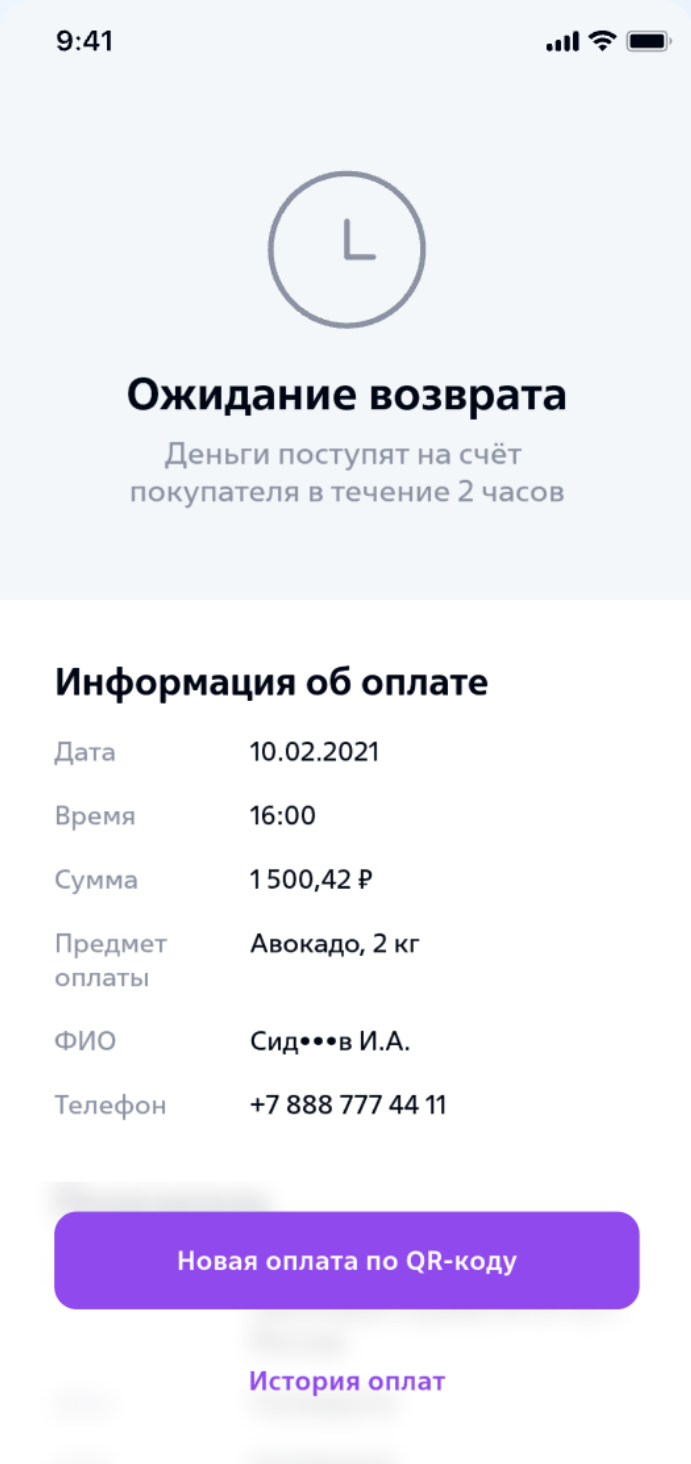 9:41
Ожидание возврата
Деньги поступят на счёт
покупателя в течение 2 часов
Информация об оплате
Дата 10.02.2021
Время 16:00
Сумма 1 500,42 ₽
Предмет Авокадо, 2 кг
оплаты
ФИО Сид•••в И.А.
Телефон +7 888 777 44 11
Новая оплата по QR-коду
История оплат